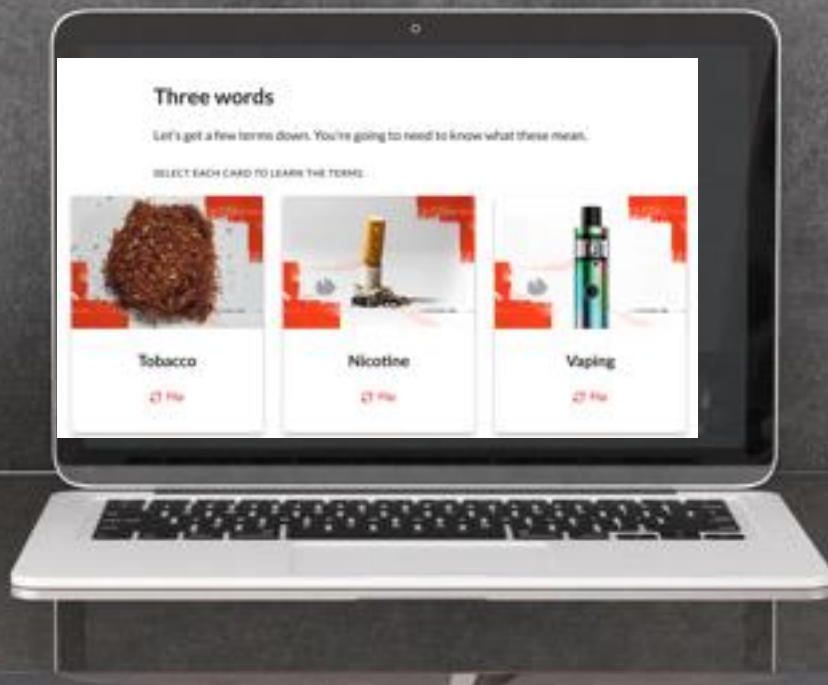 Three words
Let's get a few terms down. You're going to need to know what these mean.
SELECT EACH CARD TO LEARN THE TERMS.
Tobacco
Nicotine
Vaping
Flip
Flip
Flip